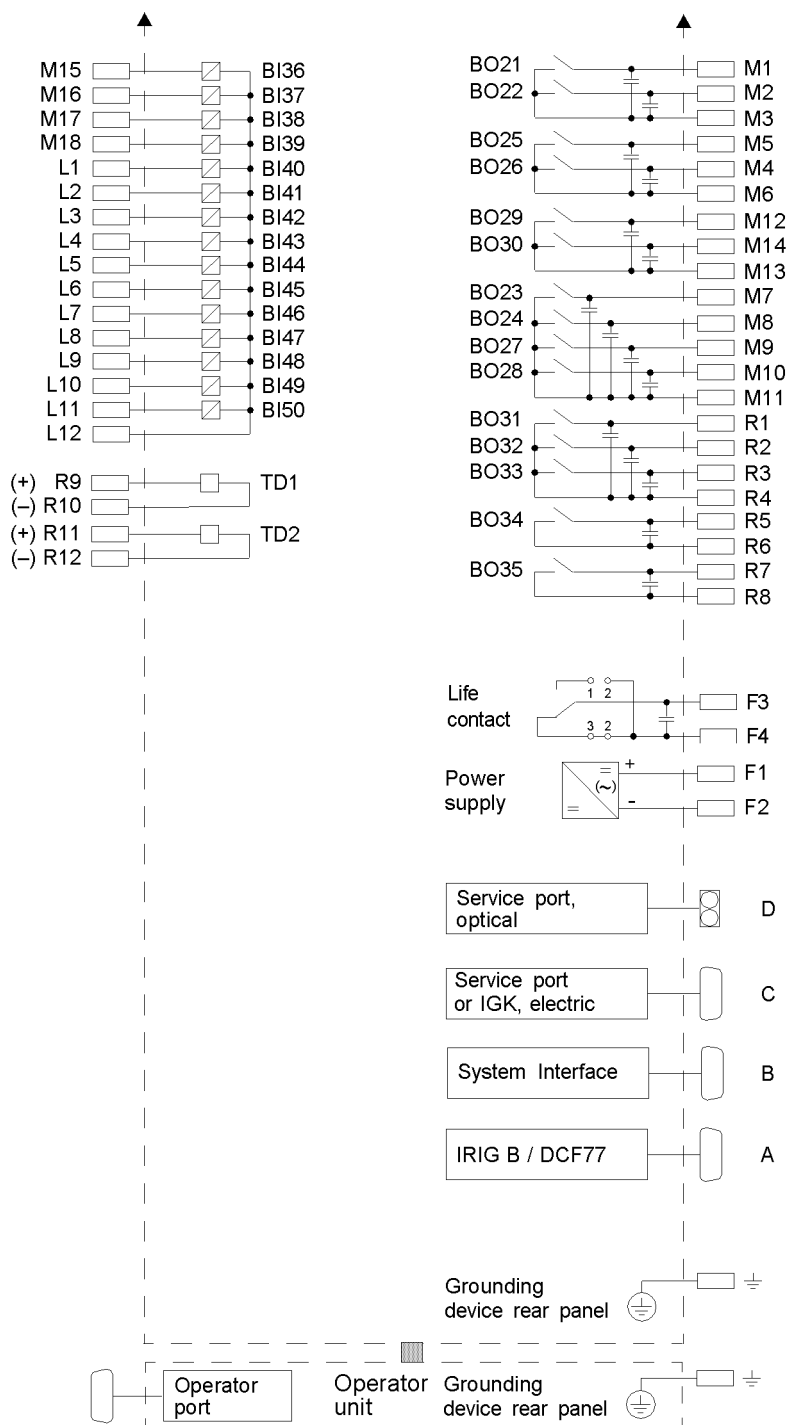 M15 BI36
M16 BI37
M17 BI38
M18 BI39
L1 BI40
L2 BI41
L3 BI42
L4 BI43
L5 BI44
L6 BI45
L7 BI46
L8 BI47
L9 BI48
L10 BI49
L11 BI50
L12
(+) R9 TD1
(–) R10
(+) R11 TD2
(–) R12
BO21 M1
BO22 M2
M3
BO25 M5
BO26 M4
M6
BO29 M12
BO30 M14
M13
BO23 M7
BO24 M8
BO27 M9
BO28 M10
M11
BO31 R1
BO32 R2
BO33 R3
R4
BO34 R5
R6
BO35 R7
R8
Life
contact
1 2
3 2
F3
F4
Power
supply
=
(~)
=
+
-
F1
F2
Service port,
optical
D
Service port
or IGK, electric
C
System Interface
B
IRIG B / DCF77
A
Grounding
device rear panel
Operator
port
Operator
unit
Grounding
device rear panel